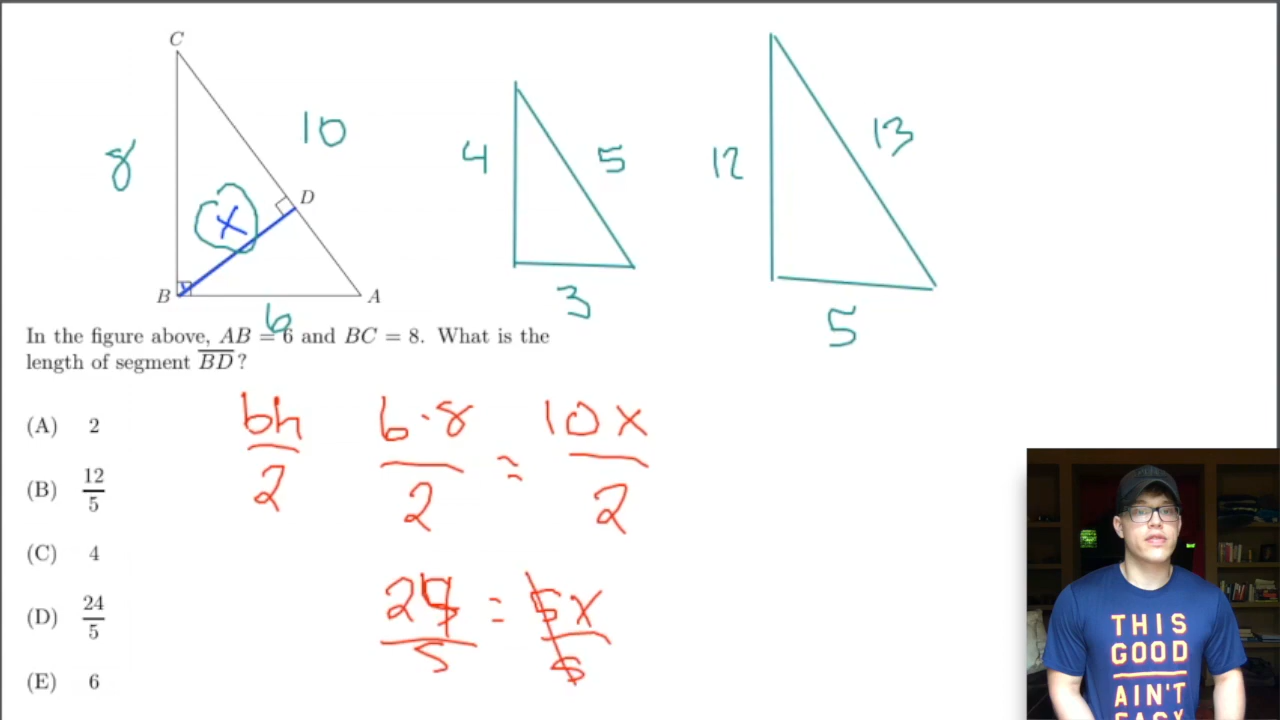 C
8
10
D
X
B
A
6
4
5
3
12
13
5
In the figure above, AB = 6 and BC = 8. What is the
length of segment BD?
(A) 2
(B) 12/5
(C) 4
(D) 24/5
(E) 6
bh/2
6·8/2 = 10x/2
24/5 = 5x/5
THIS
GOOD
AIN'T
EASY